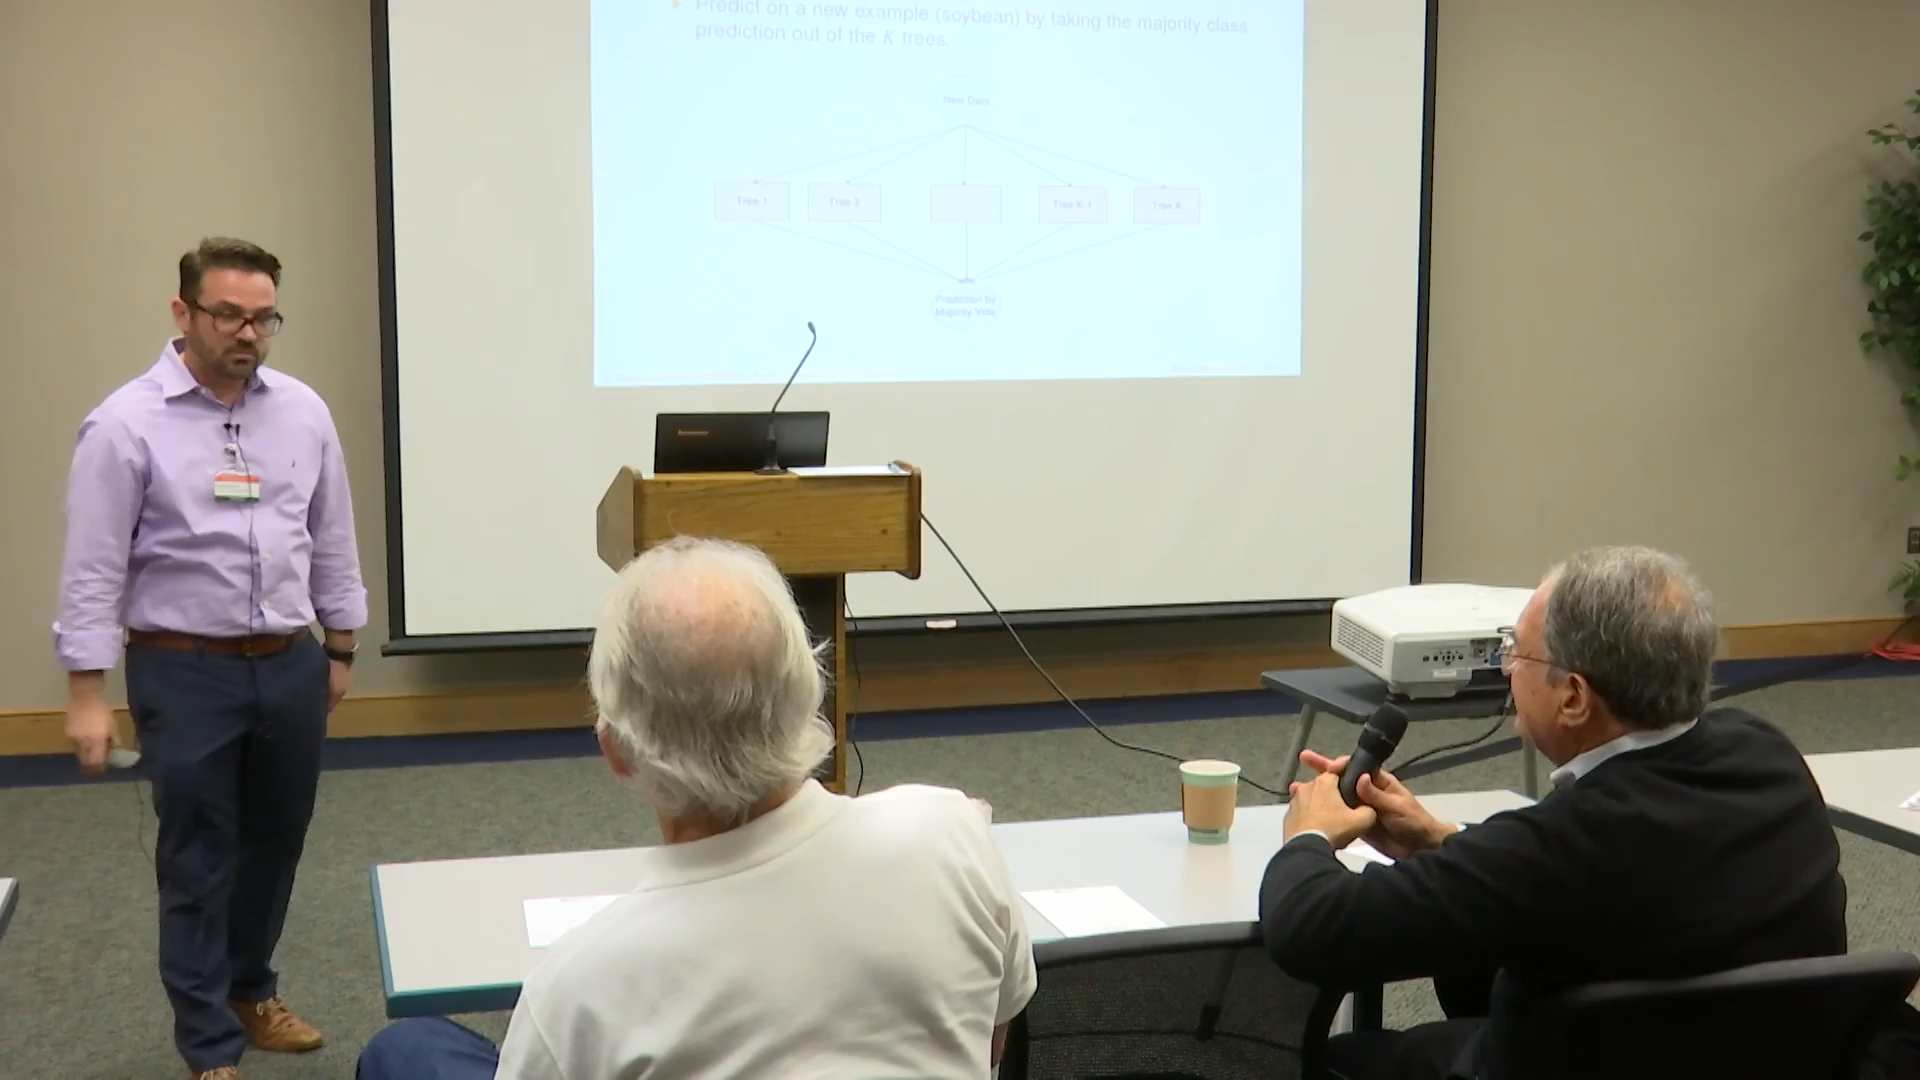 Predict on a new example (soybean) by taking the majority class
prediction out of the K trees.
New Data
Tree 1
Tree 2
Tree K-1
Tree K
Prediction by
Majority Vote